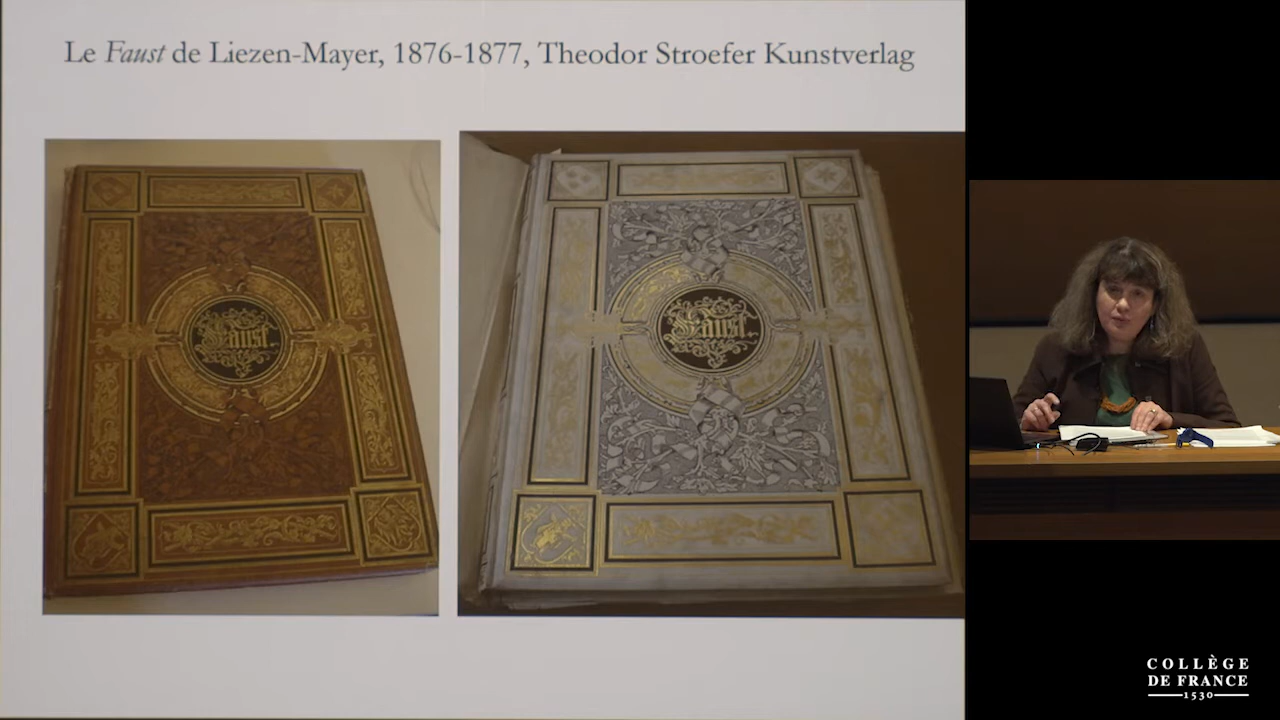 Le Faust de Liezen-Mayer, 1876-1877, Theodor Stroefer Kunstverlag
Faust
Faust
COLLÈGE
DE FRANCE
1530